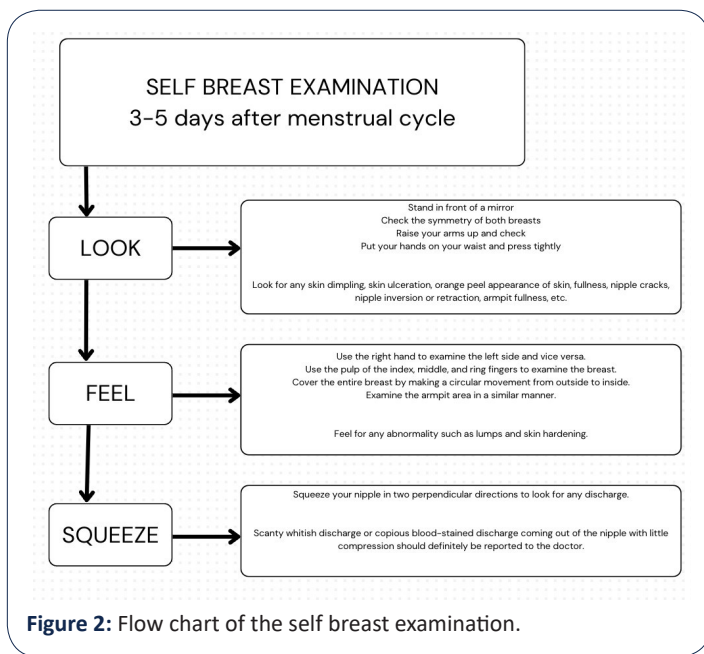 SELF BREAST EXAMINATION
3-5 days after menstrual cycle
LOOK
Stand in front of a mirror
Check the symmetry of both breasts
Raise your arms up and check
Put your hands on your waist and press tightly
Look for any skin dimpling, skin ulceration, orange peel appearance of skin, fullness, nipple cracks,
nipple inversion or retraction, armpit fullness, etc.
FEEL
Use the right hand to examine the left side and vice versa.
Use the pulp of the index, middle, and ring fingers to examine the breast.
Cover the entire breast by making a circular movement from outside to inside.
Examine the armpit area in a similar manner.
Feel for any abnormality such as lumps and skin hardening.
SQUEEZE
Squeeze your nipple in two perpendicular directions to look for any discharge.
Scanty whitish discharge or copious blood-stained discharge coming out of the nipple with little
compression should definitely be reported to the doctor.
Figure 2: Flow chart of the self breast examination.